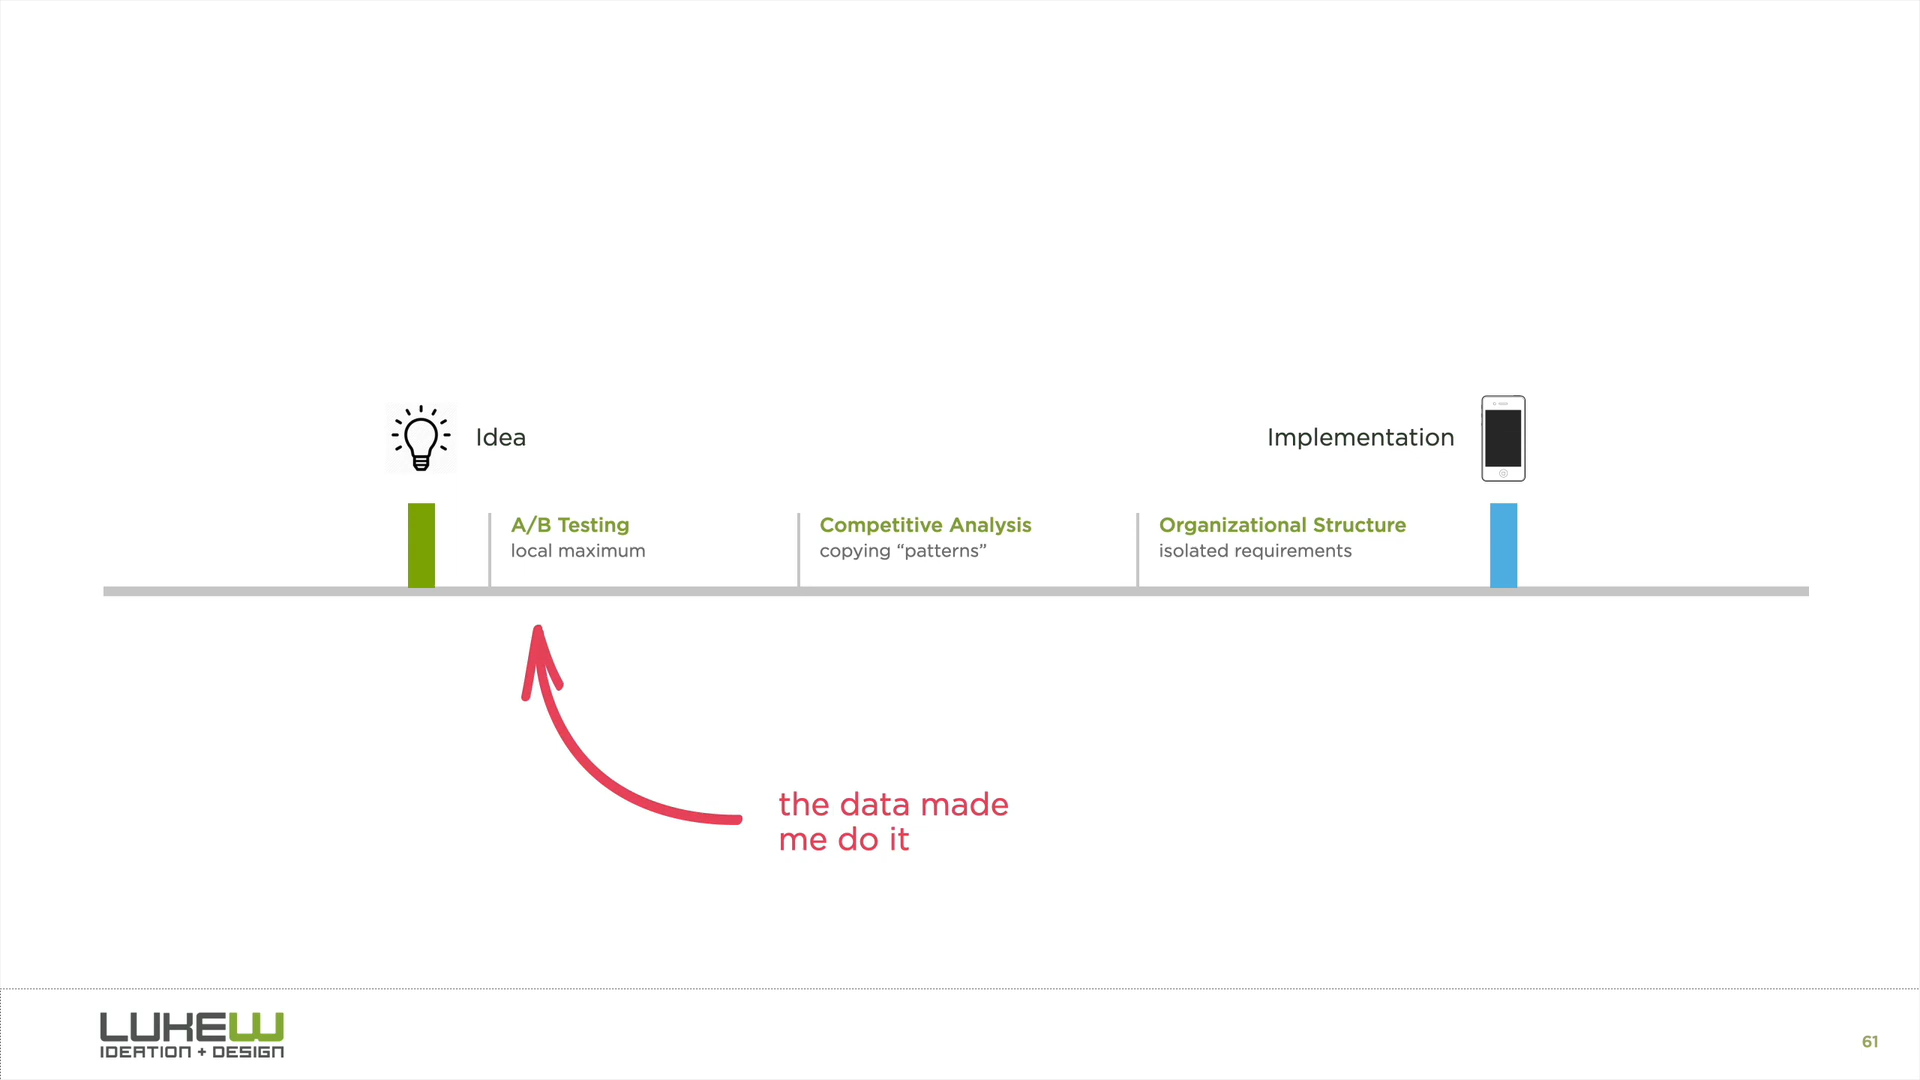 Idea
Implementation
A/B Testing
local maximum
Competitive Analysis
copying “patterns”
Organizational Structure
isolated requirements
the data made
me do it
LUKEW
IDEATION + DESIGN
61